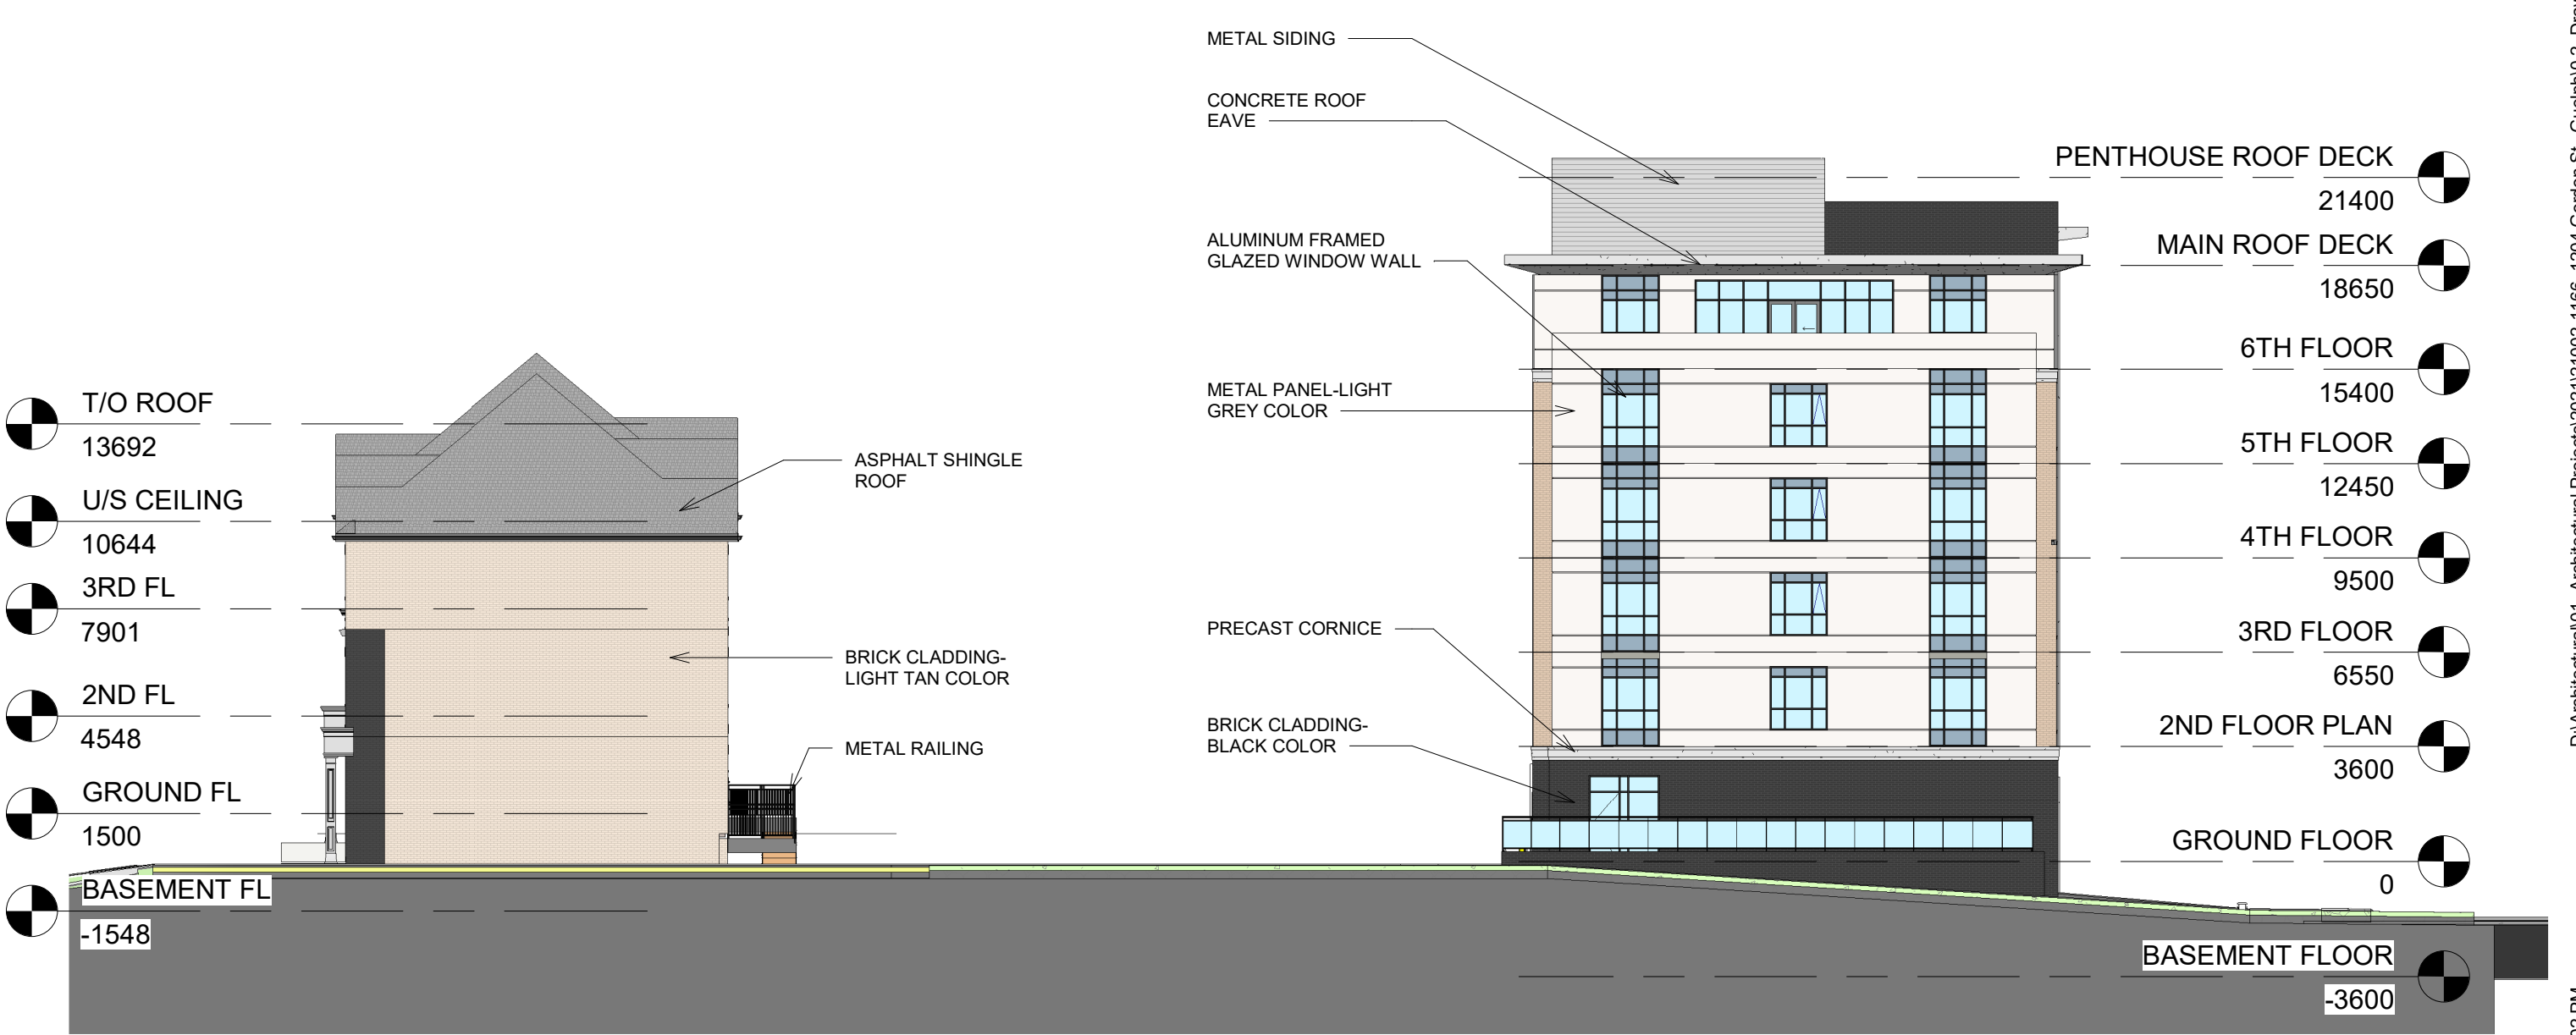 METAL SIDING
CONCRETE ROOF
EAVE
ALUMINUM FRAMED
GLAZED WINDOW WALL
METAL PANEL-LIGHT
GREY COLOR
PRECAST CORNICE
BRICK CLADDING-
BLACK COLOR
T/O ROOF
13692
U/S CEILING
10644
3RD FL
7901
2ND FL
4548
GROUND FL
1500
BASEMENT FL
-1548
ASPHALT SHINGLE
ROOF
BRICK CLADDING-
LIGHT TAN COLOR
METAL RAILING
PENTHOUSE ROOF DECK
21400
MAIN ROOF DECK
18650
6TH FLOOR
15400
5TH FLOOR
12450
4TH FLOOR
9500
3RD FLOOR
6550
2ND FLOOR PLAN
3600
GROUND FLOOR
0
BASEMENT FLOOR
-3600